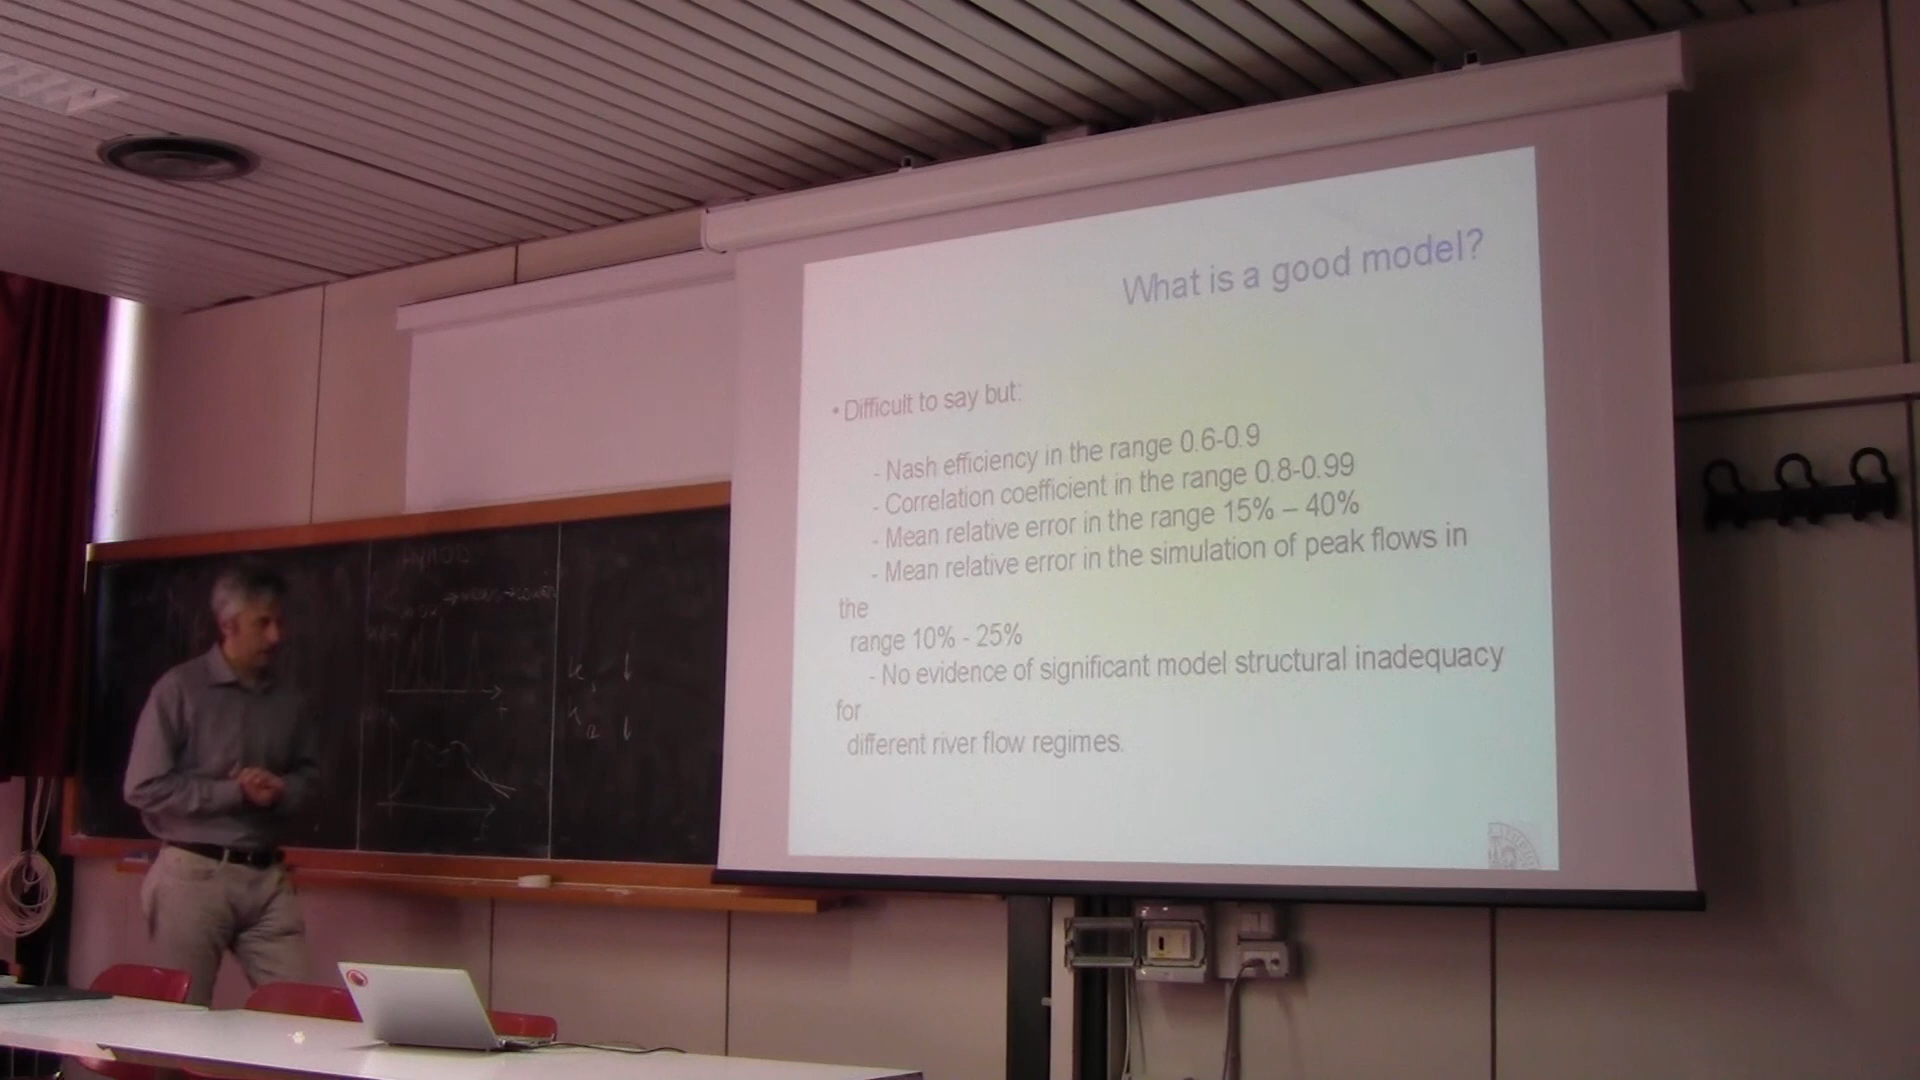 What is a good model?
• Difficult to say but:
- Nash efficiency in the range 0.6-0.9
- Correlation coefficient in the range 0.8-0.99
- Mean relative error in the range 15% – 40%
- Mean relative error in the simulation of peak flows in
the
range 10% - 25%
- No evidence of significant model structural inadequacy
for
different river flow regimes.
HYMOD